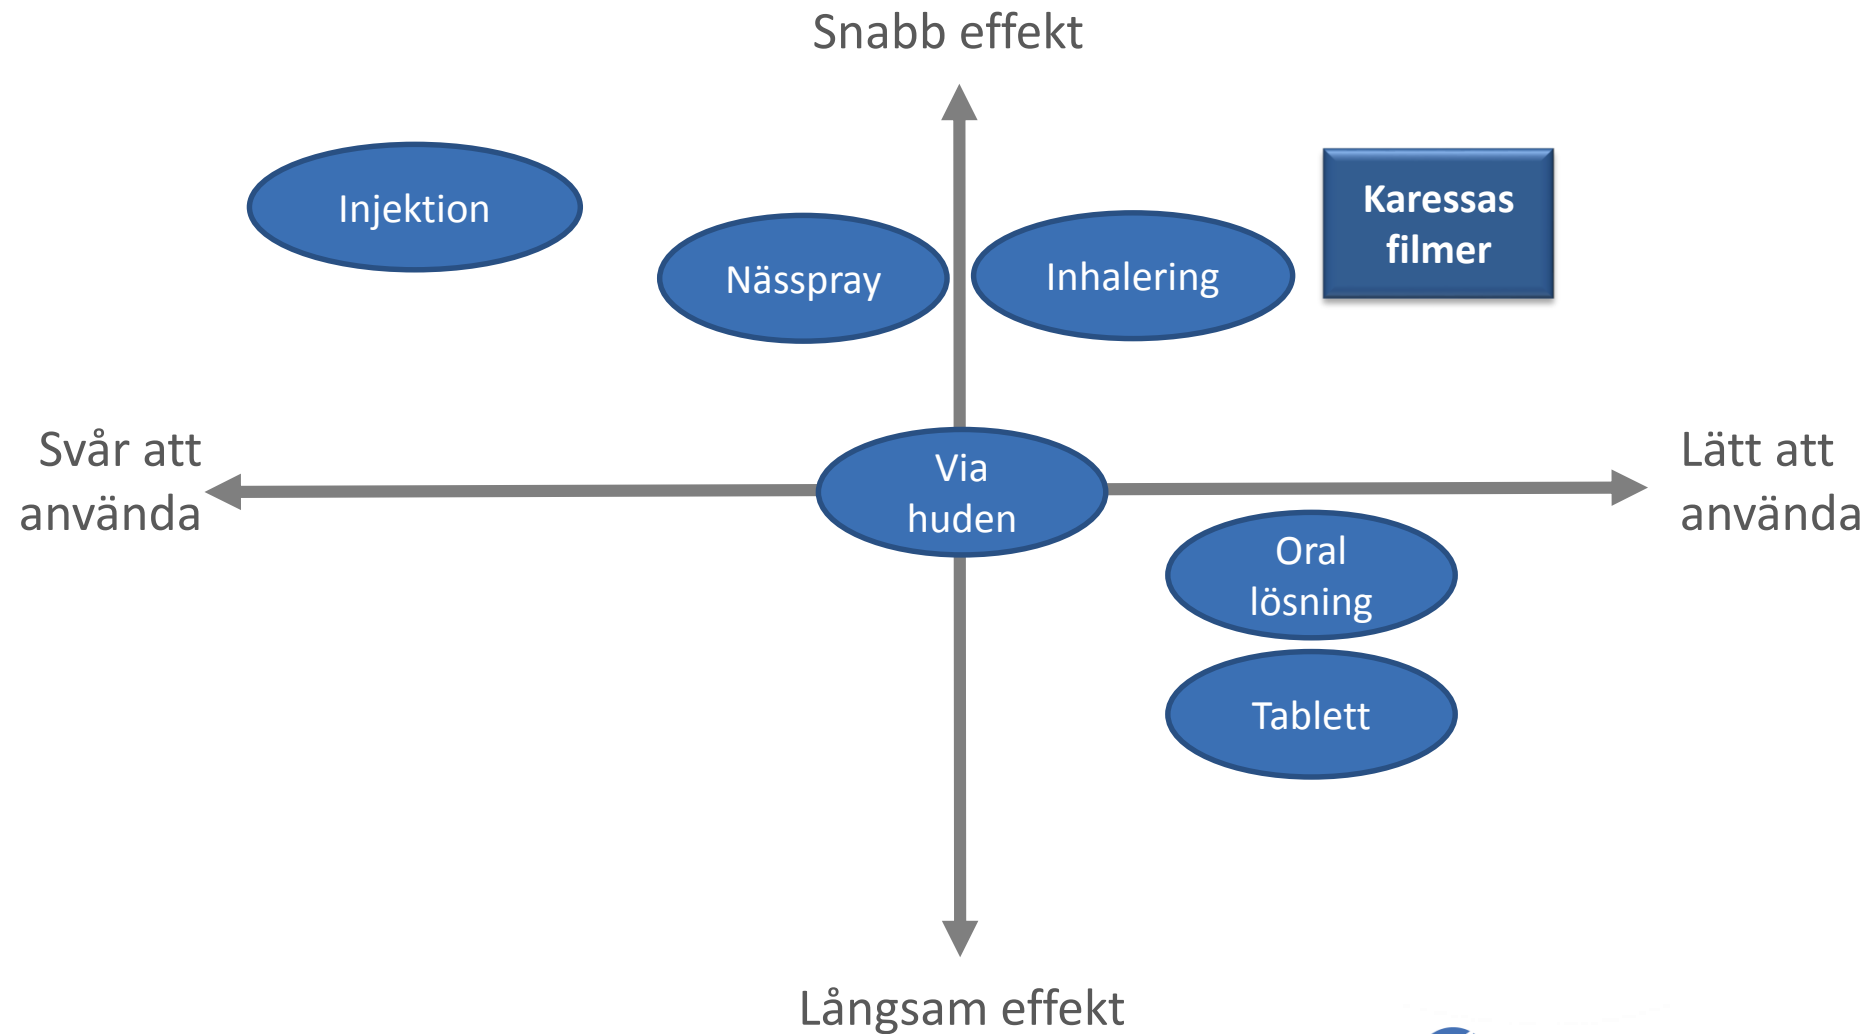 Snabb effekt
Injektion
Nässpray
Inhalering
Karessas
filmer
Svår att
använda
Via
huden
Lätt att
använda
Oral
lösning
Tablett
Långsam effekt